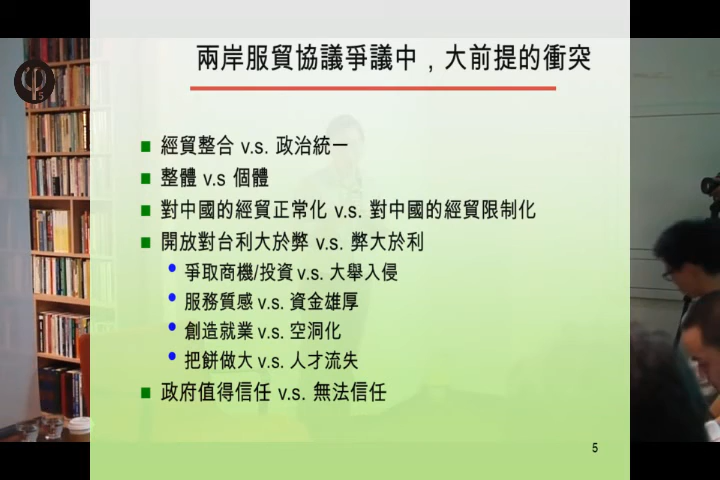 兩岸服貿協議爭議中，大前提的衝突
經貿整合 v.s. 政治統一
整體 v.s 個體
對中國的經貿正常化 v.s. 對中國的經貿限制化
開放對台利大於弊 v.s. 弊大於利
爭取商機/投資 v.s. 大舉入侵
服務質感 v.s. 資金雄厚
創造就業 v.s. 空洞化
把餅做大 v.s. 人才流失
政府值得信任 v.s. 無法信任
5
φs